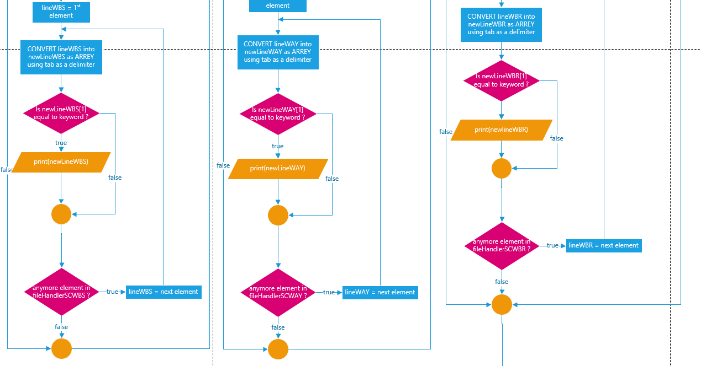 lineWBS = 1st
element
CONVERT lineWBS into
newLineWBS as ARREY
using tab as a delimiter
Is newLineWBS[1]
equal to keyword ?
true
print(newLineWBS)
false
false
anymore element in
fileHandlerSCWBS ?
true
lineWBS = next element
false
element
CONVERT lineWAY into
newLineWAY as ARREY
using tab as a delimiter
Is newLineWAY[1]
equal to keyword ?
true
print(newLineWAY)
false
false
anymore element in
fileHandlerSCWAY ?
true
lineWAY = next element
false
CONVERT lineWBR into
newLineWBR as ARREY
using tab as a delimiter
Is newLineWBR[1]
equal to keyword ?
true
print(newlineWBR)
false
false
anymore element in
fileHandlerSCWBR ?
true
lineWBR = next element
false